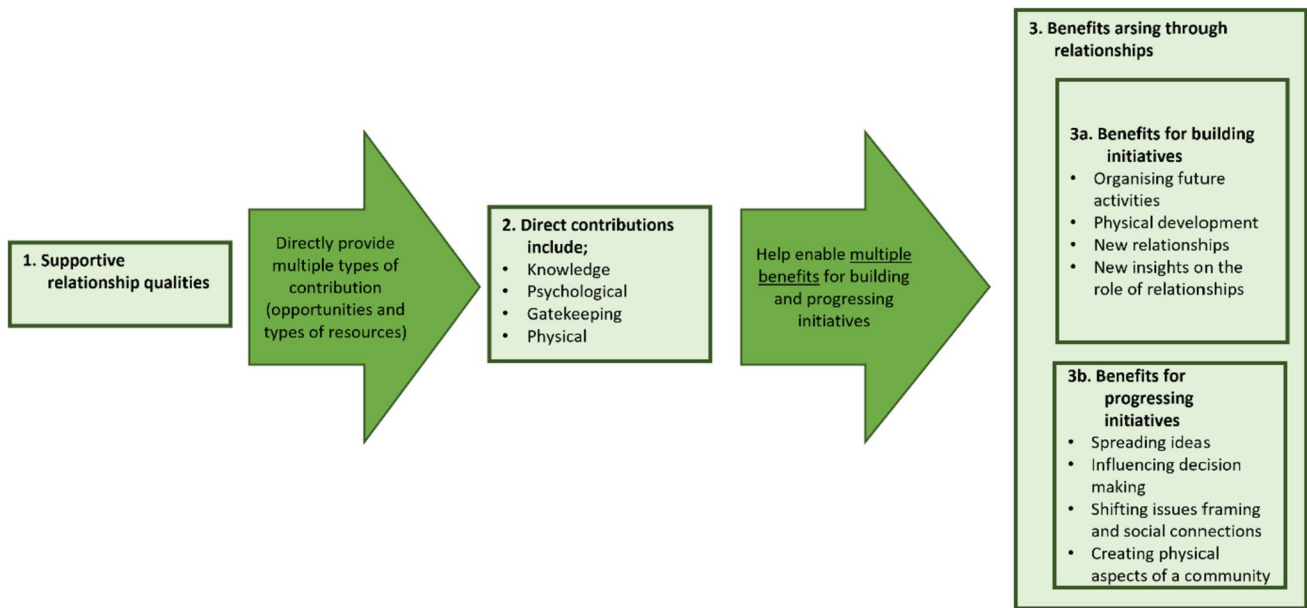 1. Supportive
relationship qualities
Directly provide
multiple types of
contribution
(opportunities and
types of resources)
2. Direct contributions
include;
• Knowledge
• Psychological
• Gatekeeping
• Physical
Help enable multiple
benefits for building
and progressing
initiatives
3. Benefits arsing through
relationships
3a. Benefits for building
initiatives
• Organising future
activities
• Physical development
• New relationships
• New insights on the
role of relationships
3b. Benefits for
progressing
initiatives
• Spreading ideas
• Influencing decision
making
• Shifting issues framing
and social connections
• Creating physical
aspects of a community